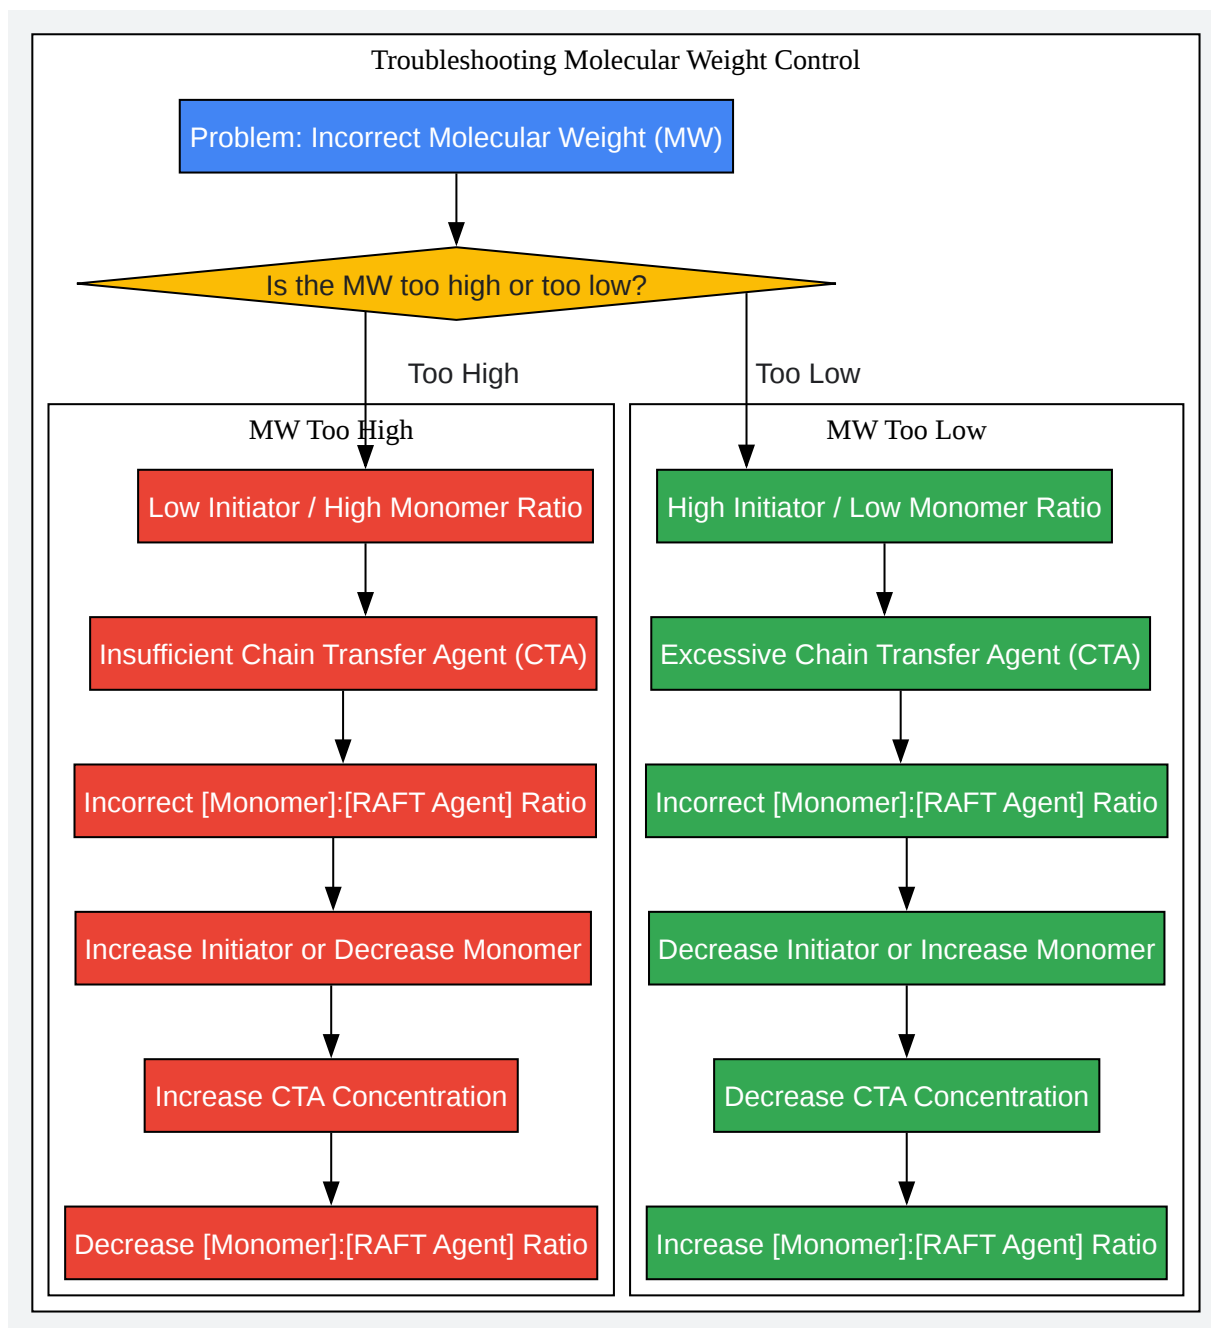 Troubleshooting Molecular Weight Control
Problem: Incorrect Molecular Weight (MW)
Is the MW too high or too low?
Too High
Too Low
MW Too High
Low Initiator / High Monomer Ratio
Insufficient Chain Transfer Agent (CTA)
Incorrect [Monomer]:[RAFT Agent] Ratio
Increase Initiator or Decrease Monomer
Increase CTA Concentration
Decrease [Monomer]:[RAFT Agent] Ratio
MW Too Low
High Initiator / Low Monomer Ratio
Excessive Chain Transfer Agent (CTA)
Incorrect [Monomer]:[RAFT Agent] Ratio
Decrease Initiator or Increase Monomer
Decrease CTA Concentration
Increase [Monomer]:[RAFT Agent] Ratio